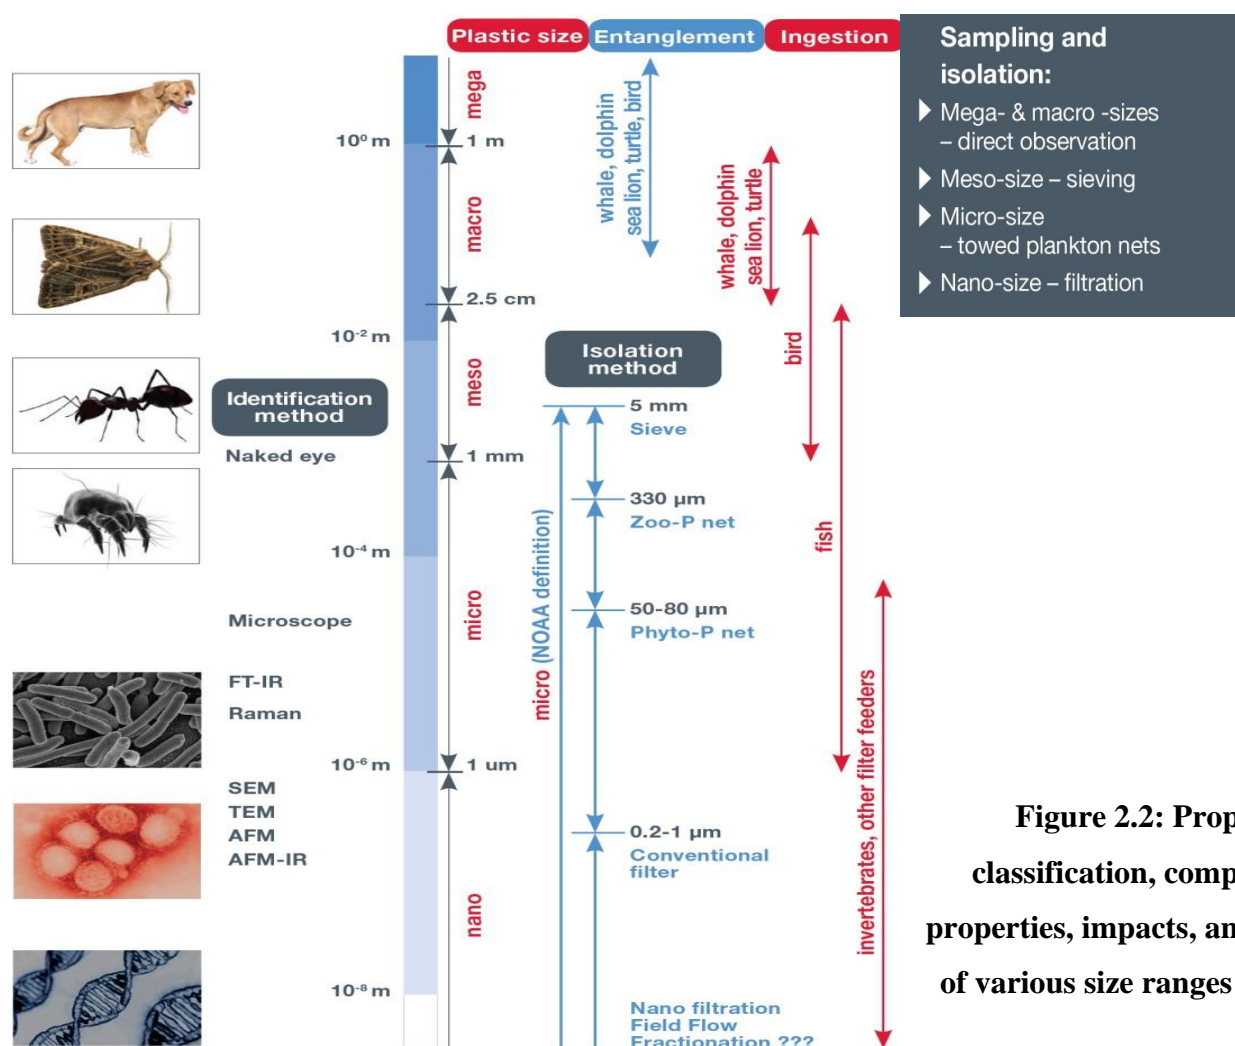 Plastic size
Entanglement
Ingestion
Sampling and
isolation:
Mega- & macro -sizes
– direct observation
Meso-size – sieving
Micro-size
– towed plankton nets
Nano-size – filtration
10⁰ m
10⁻² m
10⁻⁴ m
10⁻⁶ m
10⁻⁸ m
mega
1 m
macro
2.5 cm
meso
1 mm
micro
1 um
nano
whale, dolphin
sea lion, turtle, bird
whale, dolphin
sea lion, turtle
bird
fish
invertebrates, other filter feeders
Identification
method
Naked eye
Microscope
FT-IR
Raman
SEM
TEM
AFM
AFM-IR
Isolation
method
micro (NOAA definition)
5 mm
Sieve
330 µm
Zoo-P net
50-80 µm
Phyto-P net
0.2-1 µm
Conventional
filter
Nano filtration
Field Flow
Fractionation ???
Figure 2.2: Prop
classification, comp
properties, impacts, an
of various size ranges